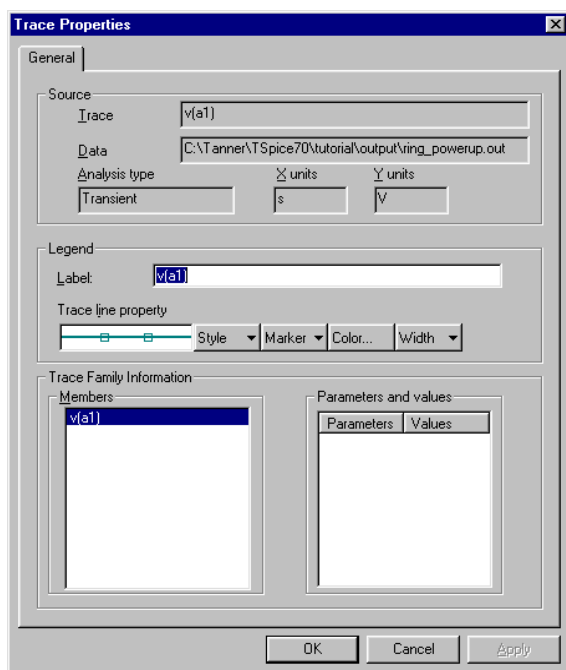 Trace Properties
General
Source
Trace
v(a1)
Data
C:\Tanner\TSpice70\tutorial\output\ring_powerup.out
Analysis type
X units
Y units
Transient
s
V
Legend
Label:
v(a1)
Trace line property
Style
Marker
Color...
Width
Trace Family Information
Members
v(a1)
Parameters and values
Parameters
Values
OK
Cancel
Apply